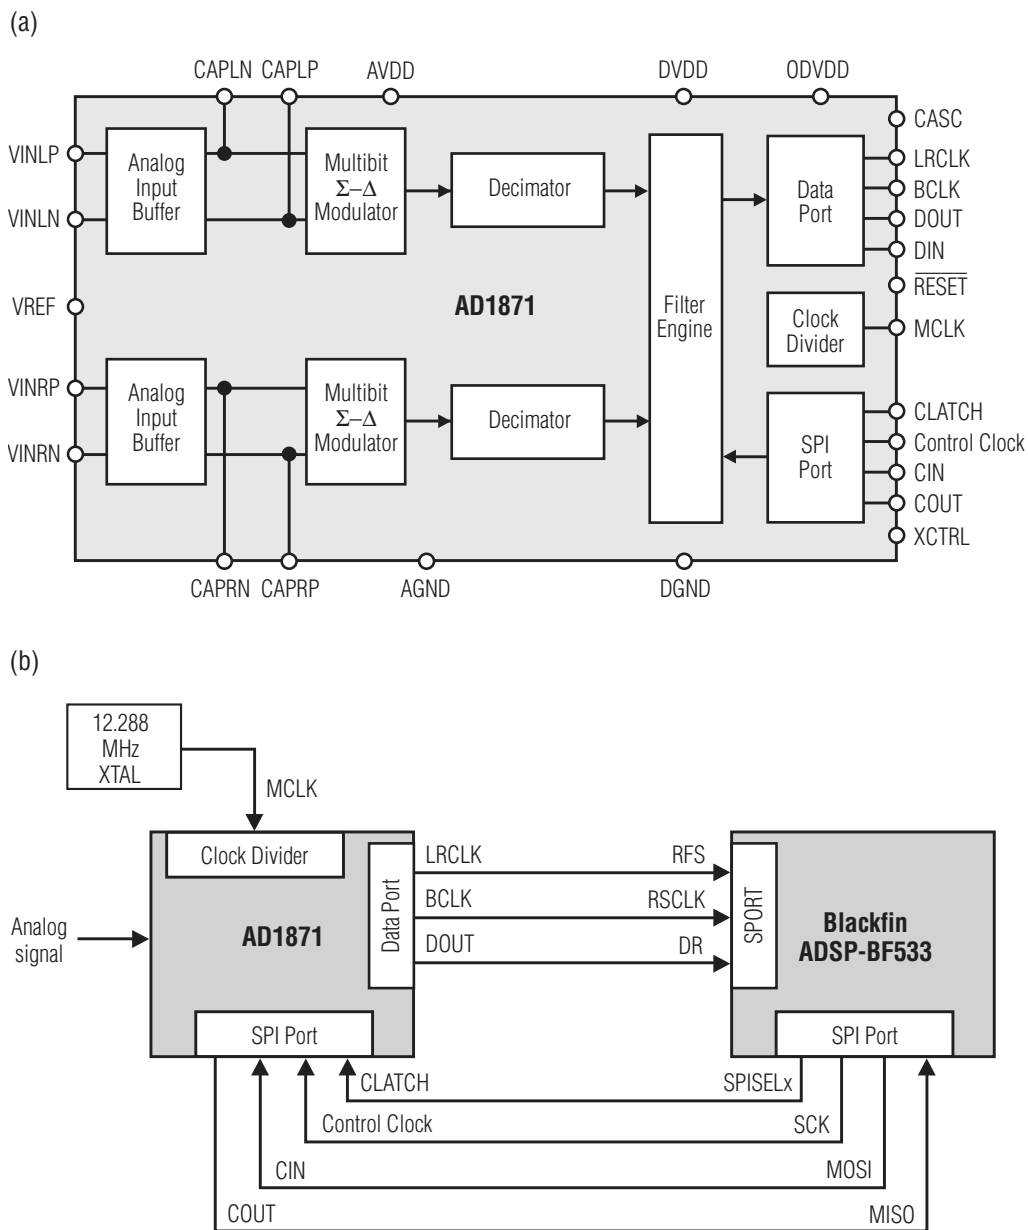 (a)
CAPLN CAPLP AVDD DVDD ODVDD
CASC
VINLP
Analog
Input
Buffer
Multibit
Σ–Δ
Modulator
Decimator
Data
Port
LRCLK
BCLK
DOUT
DIN
VINLN
RESET
VREF
AD1871
Filter
Engine
Clock
Divider
MCLK
VINRP
Analog
Input
Buffer
Multibit
Σ–Δ
Modulator
Decimator
SPI
Port
CLATCH
Control Clock
CIN
COUT
VINRN
XCTRL
CAPRN CAPRP AGND DGND
(b)
12.288
MHz
XTAL
MCLK
Clock Divider
Analog
signal
AD1871
Data Port
LRCLK RFS
BCLK RSCLK
DOUT DR
SPORT
Blackfin
ADSP-BF533
SPI Port
SPI Port
CLATCH SPISELx
Control Clock SCK
CIN MOSI
COUT MISO